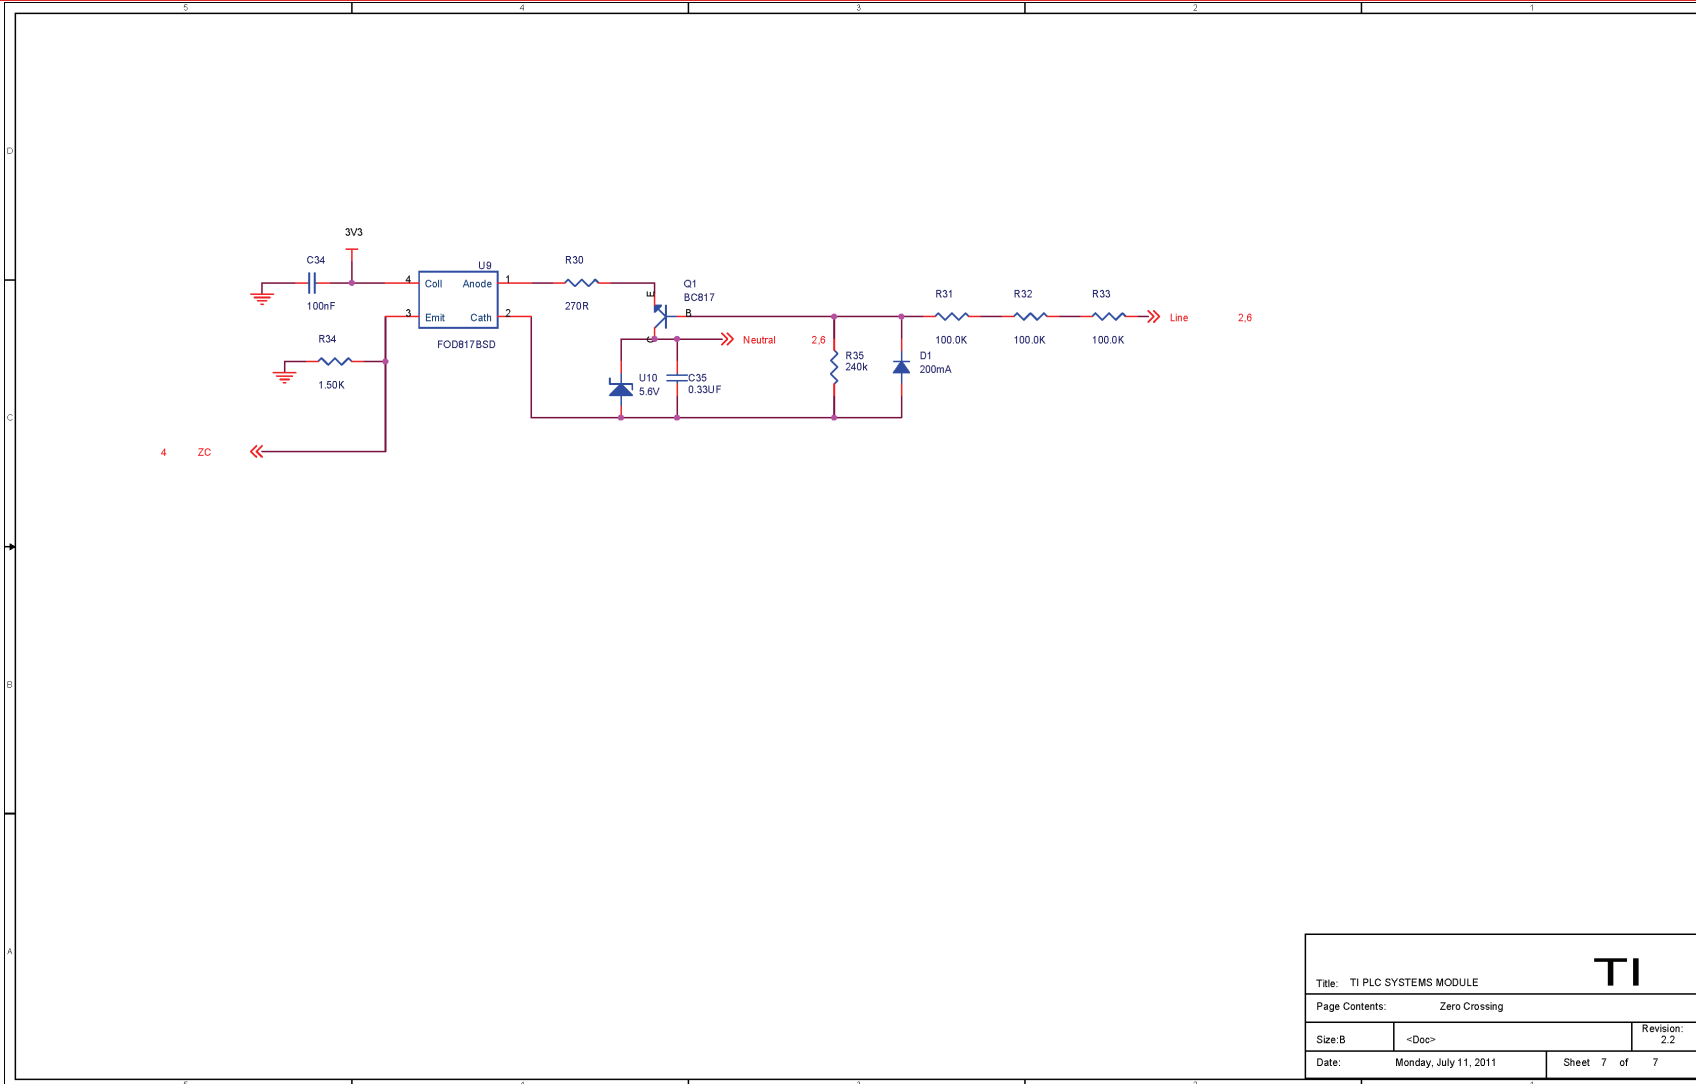 5 4 3 2 1
D
3V3
C34
100nF
U9
4 Coll Anode 1
3 Emit Cath 2
FOD817BSD
R30
270R
E
Q1
BC817
B
C
R31 R32 R33
100.0K 100.0K 100.0K
Line 2,6
Neutral 2,6
R34
1.50K
U10
5.6V
C35
0.33UF
R35
240k
D1
200mA
C
4 ZC
B
A
TI
Title: TI PLC SYSTEMS MODULE
Page Contents: Zero Crossing
Size:B <Doc> Revision:
2.2
Date: Monday, July 11, 2011 Sheet 7 of 7